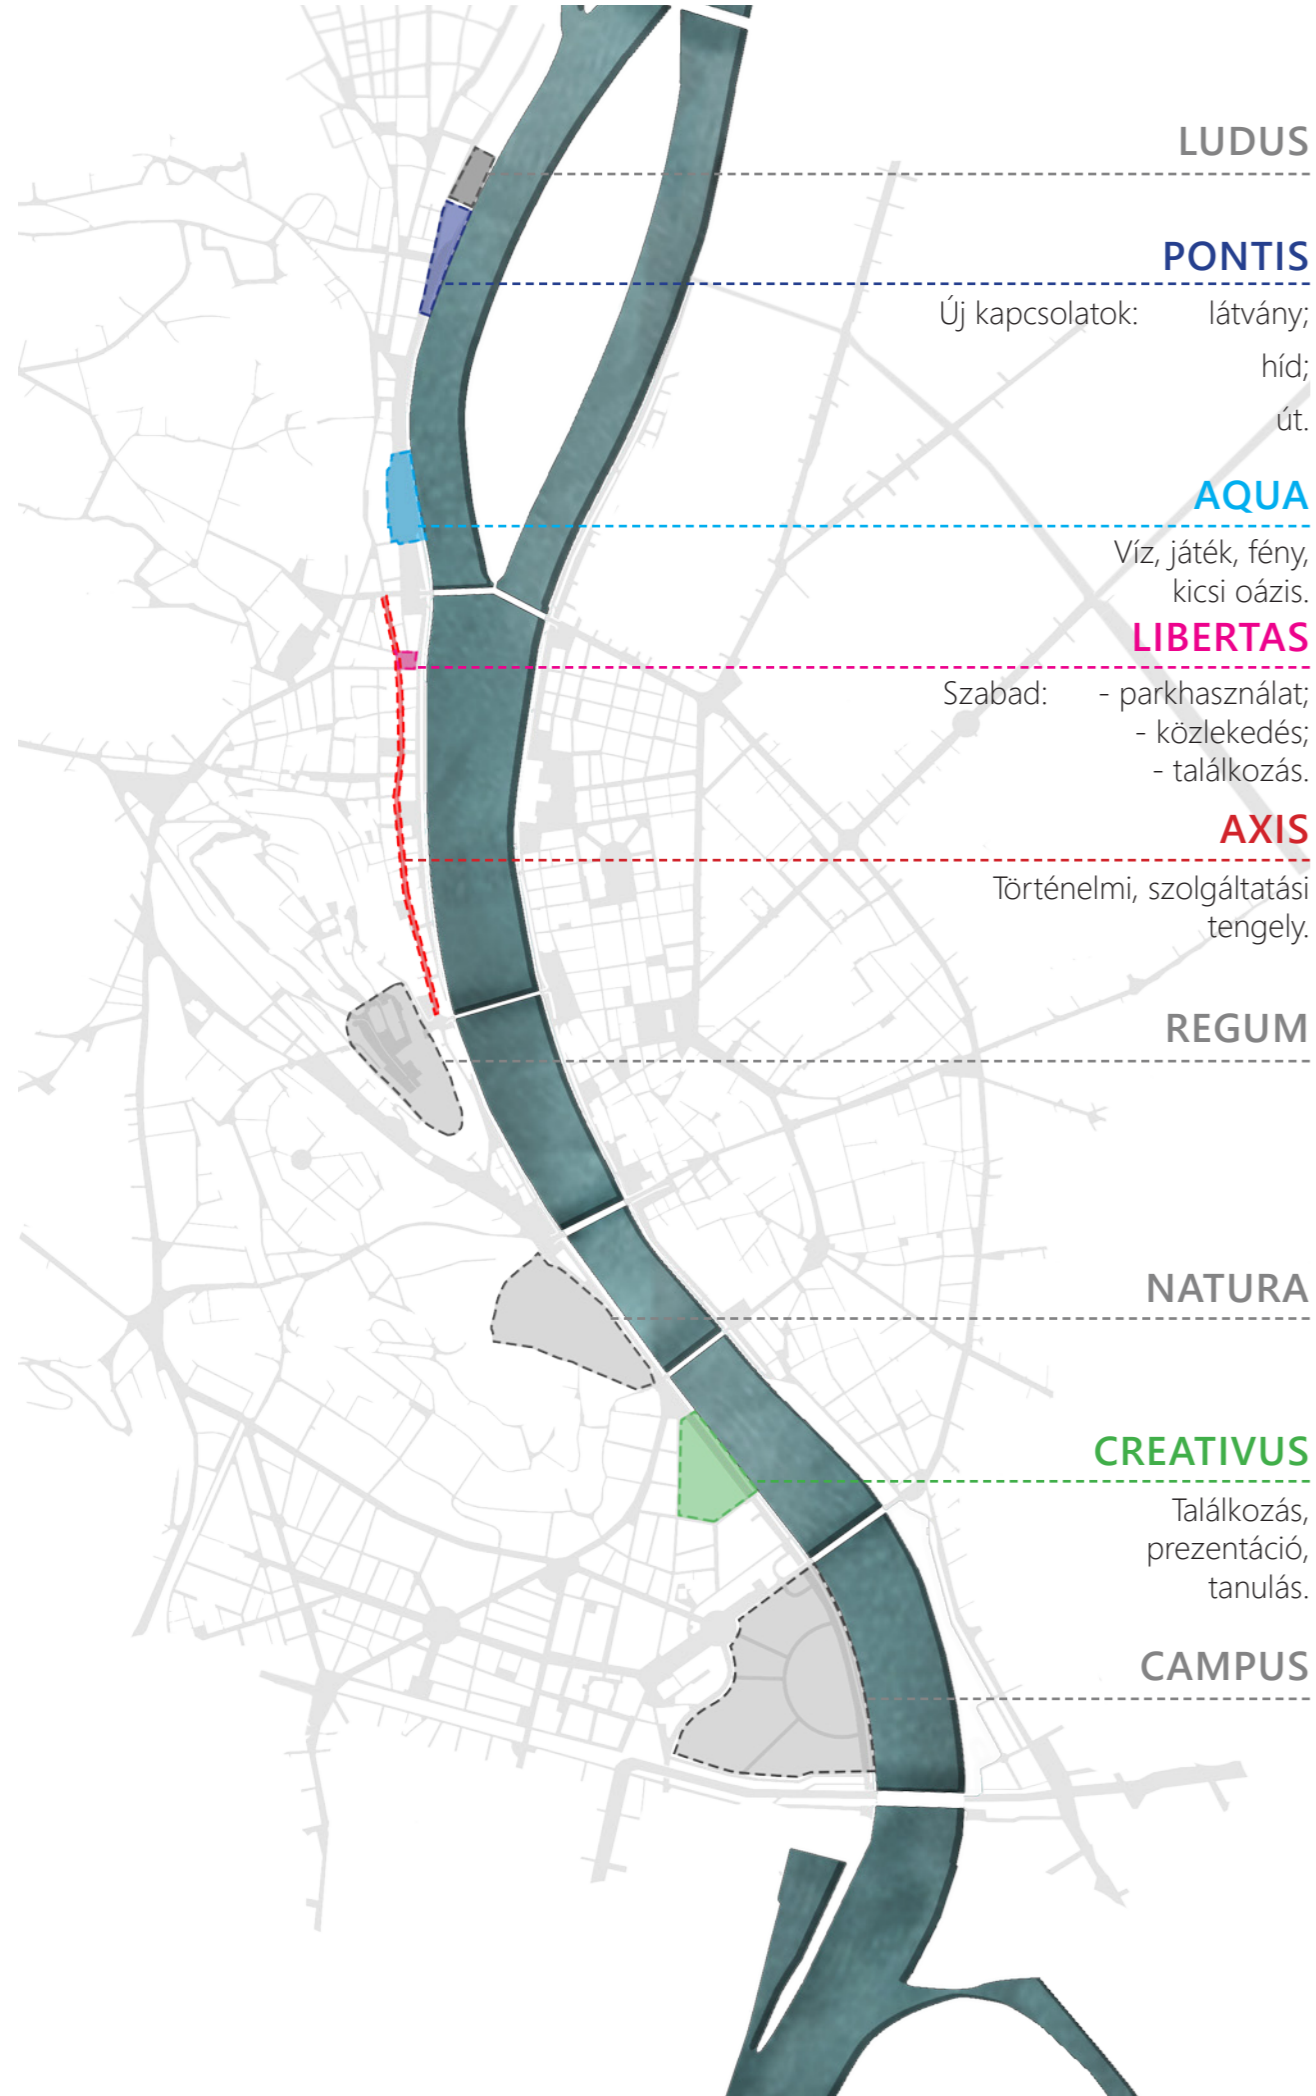 LUDUS
PONTIS
Új kapcsolatok: látvány;
híd;
út.
AQUA
Víz, játék, fény,
kicsi oázis.
LIBERTAS
Szabad: - parkhasználat;
- közlekedés;
- találkozás.
AXIS
Történelmi, szolgáltatási
tengely.
REGUM
NATURA
CREATIVUS
Találkozás,
prezentáció,
tanulás.
CAMPUS